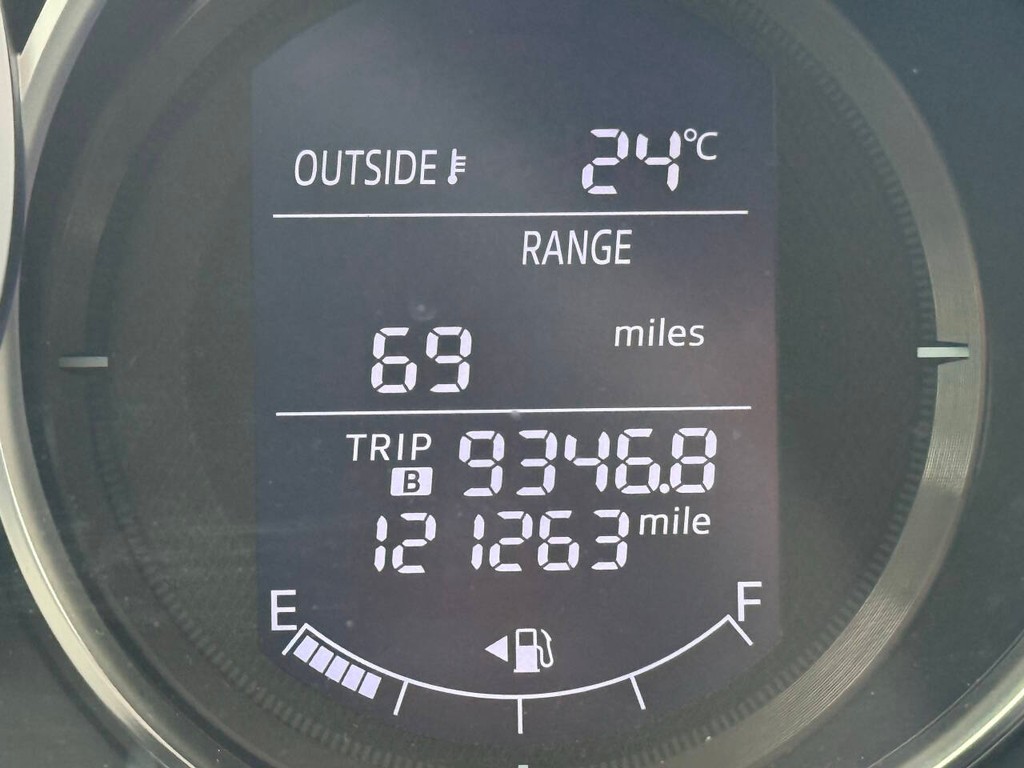 OUTSIDE 24°C
RANGE
miles
69
TRIP 9346.8
B
121263 mile
E F